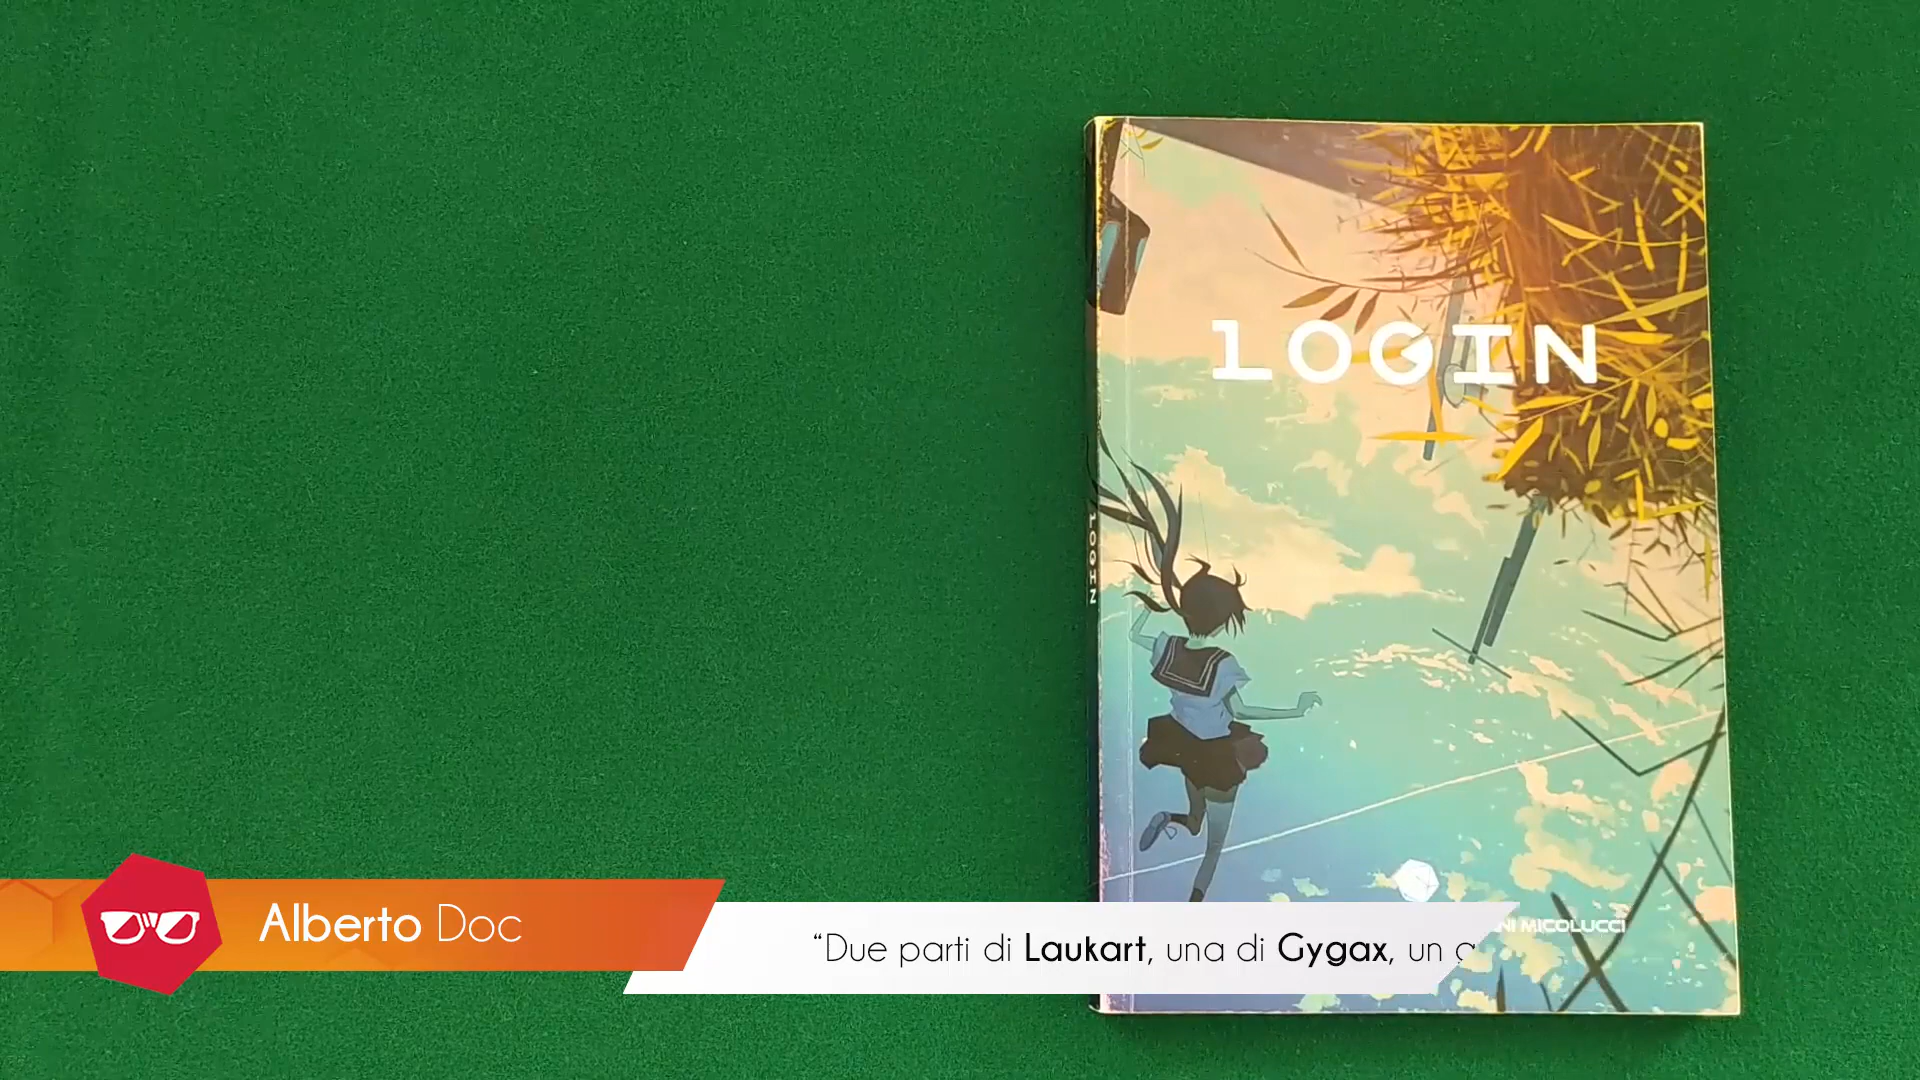 lOGIN
LOGIN
MICOLUCCI
Alberto Doc
“Due parti di Laukart, una di Gygax, un